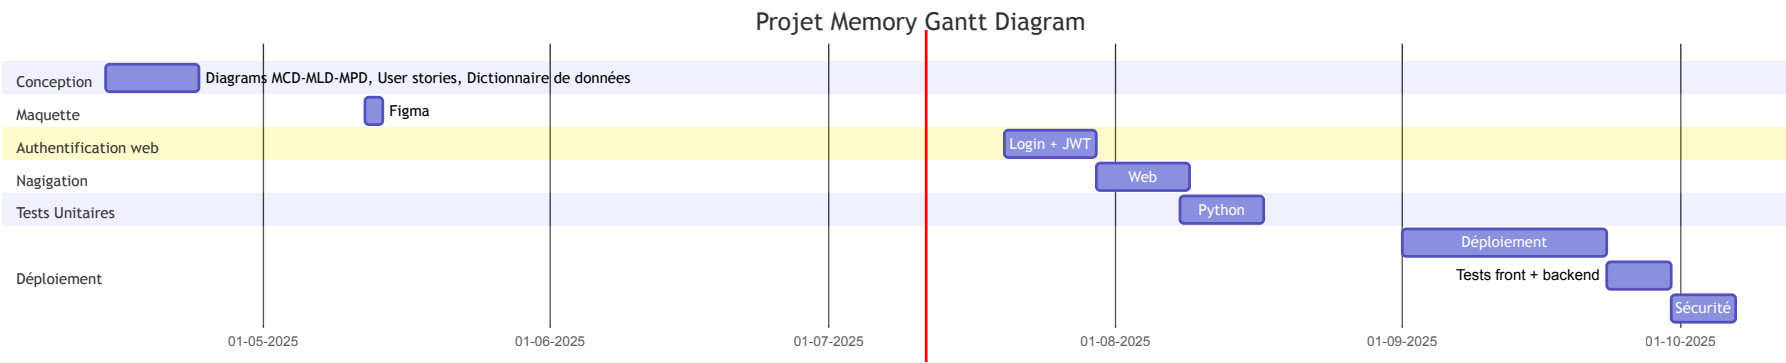 Projet Memory Gantt Diagram
Conception
Diagrams MCD-MLD-MPD, User stories, Dictionnaire de données
Maquette
Figma
Authentification web
Login + JWT
Nagigation
Web
Tests Unitaires
Python
Déploiement
Déploiement
Tests front + backend
Sécurité
01-05-2025
01-06-2025
01-07-2025
01-08-2025
01-09-2025
01-10-2025